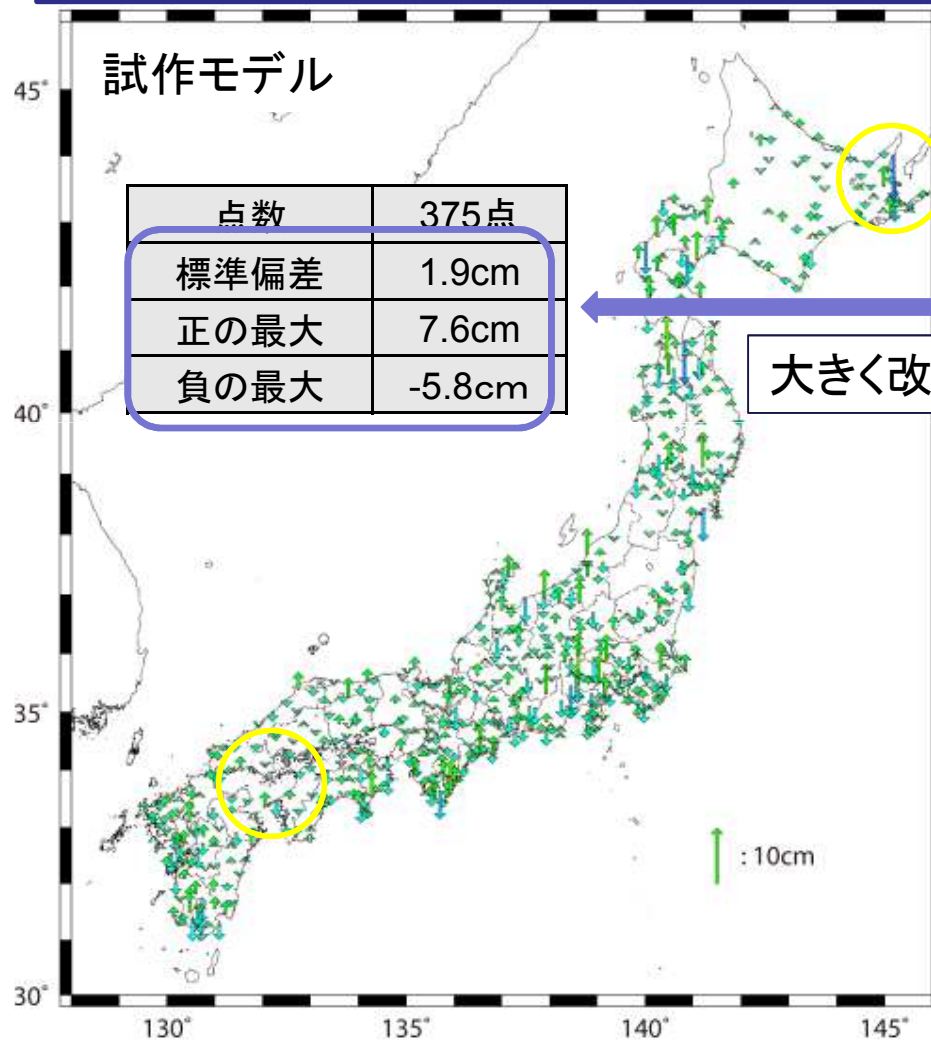 試作モデル
点数 375点
標準偏差 1.9cm
正の最大 7.6cm
負の最大 -5.8cm
大きく改
: 10cm
45°
40°
35°
30°
130° 135° 140° 145°